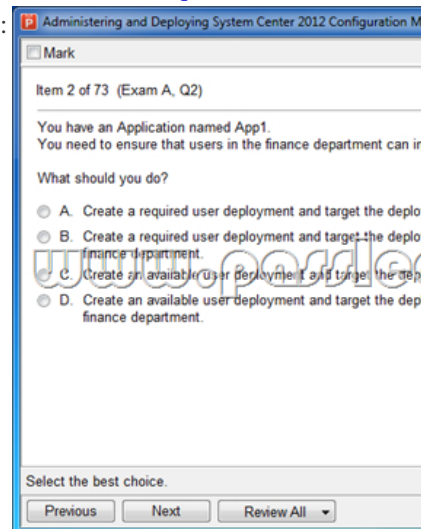 :
Administering and Deploying System Center 2012 Configuration M
Mark
Item 2 of 73 (Exam A, Q2)
You have an Application named App1.
You need to ensure that users in the finance department can in
What should you do?
A. Create a required user deployment and target the deplo
B. Create a required user deployment and target the deplo
finance department.
C. Create an available user deployment and target the dep
D. Create an available user deployment and target the dep
finance department.
www.passle
Select the best choice.
Previous Next Review All